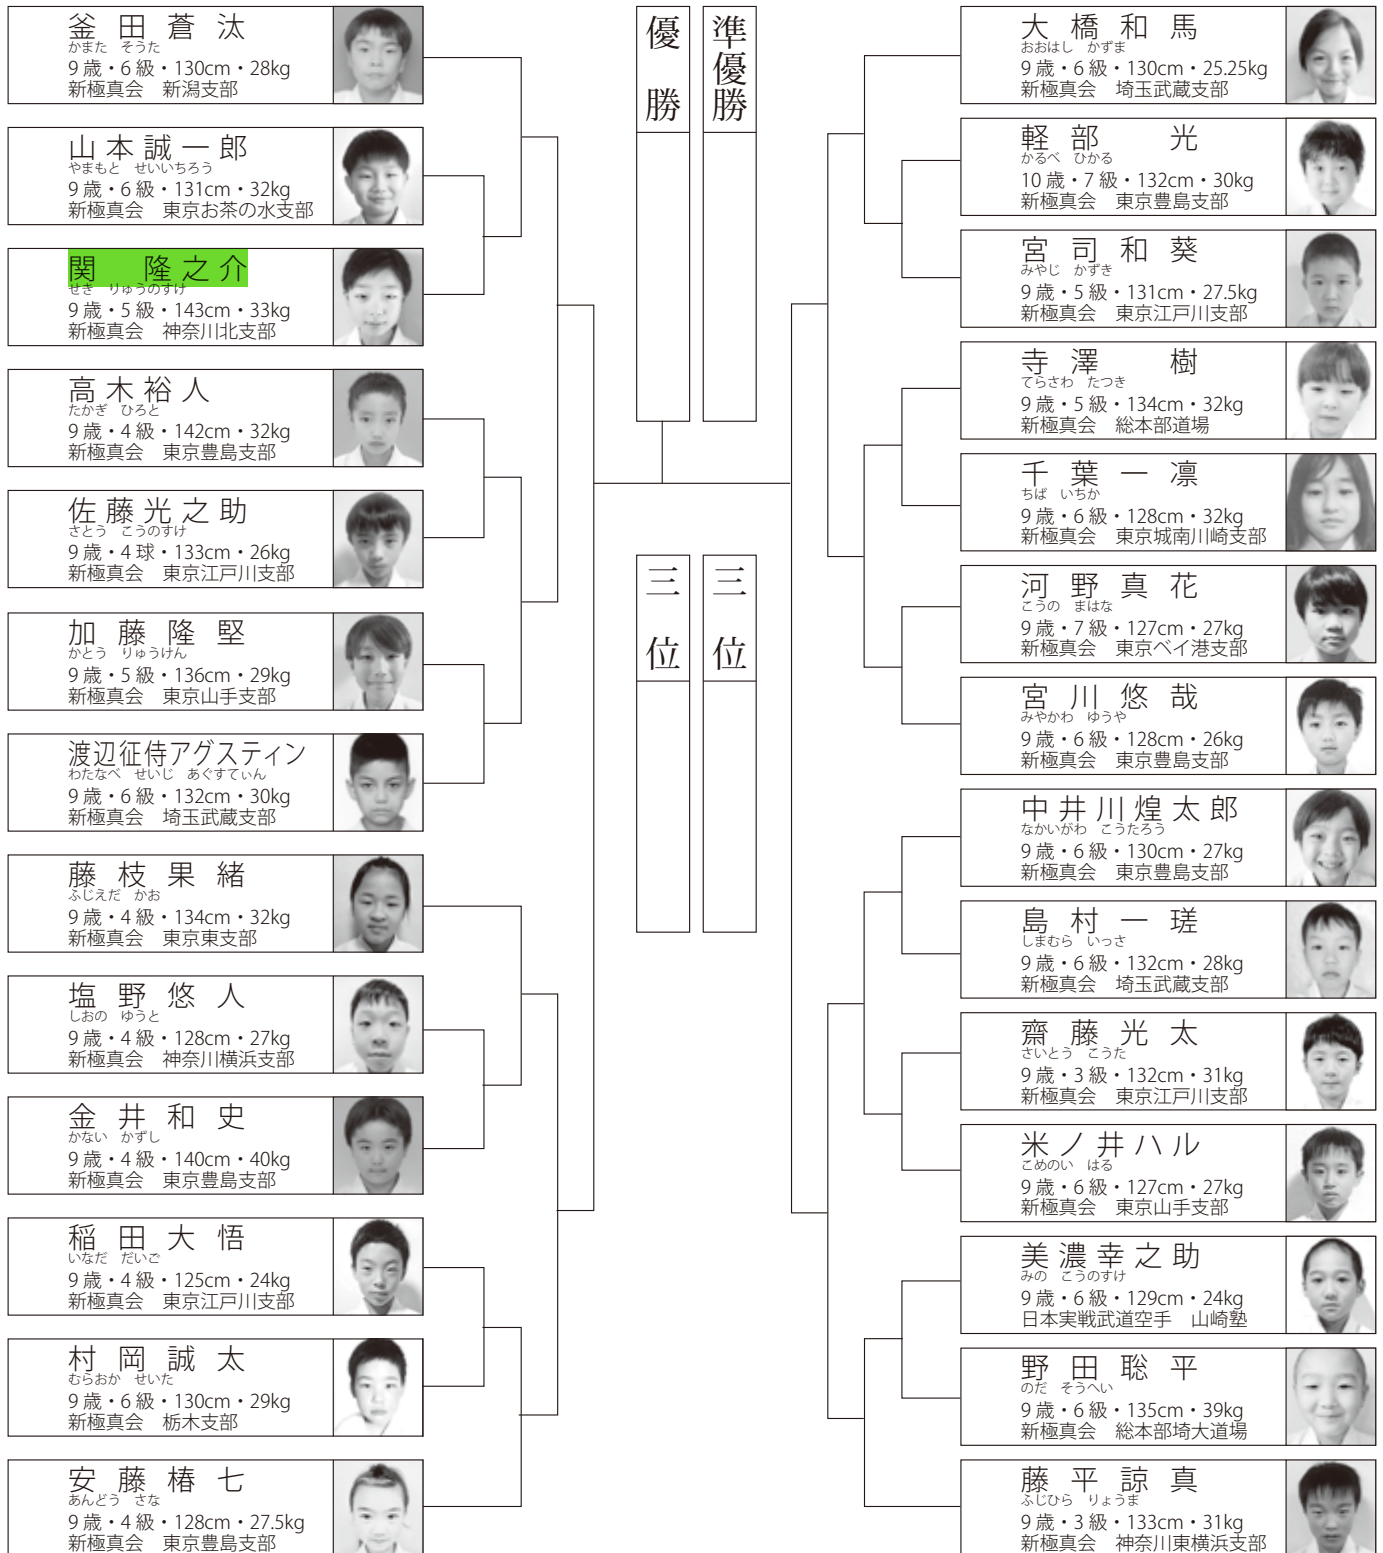 釜田蒼汰
かまた　そうた
9歳・6級・130cm・28kg
新極真会　新潟支部
山本誠一郎
やまもと　せいいちろう
9歳・6級・131cm・32kg
新極真会　東京お茶の水支部
関　隆之介
せき　りゅうのすけ
9歳・5級・143cm・33kg
新極真会　神奈川北支部
高木裕人
たかぎ　ひろと
9歳・4級・142cm・32kg
新極真会　東京豊島支部
佐藤光之助
さとう　こうのすけ
9歳・4球・133cm・26kg
新極真会　東京江戸川支部
加藤隆堅
かとう　りゅうけん
9歳・5級・136cm・29kg
新極真会　東京山手支部
渡辺征侍アグスティン
わたなべ　せいじ　あぐすてぃん
9歳・6級・132cm・30kg
新極真会　埼玉武蔵支部
藤枝果緒
ふじえだ　かお
9歳・4級・134cm・32kg
新極真会　東京東支部
塩野悠人
しおの　ゆうと
9歳・4級・128cm・27kg
新極真会　神奈川横浜支部
金井和史
かない　かずし
9歳・4級・140cm・40kg
新極真会　東京豊島支部
稲田大悟
いなだ　だいご
9歳・4級・125cm・24kg
新極真会　東京江戸川支部
村岡誠太
むらおか　せいた
9歳・6級・130cm・29kg
新極真会　栃木支部
安藤椿七
あんどう　さな
9歳・4級・128cm・27.5kg
新極真会　東京豊島支部
優勝
準優勝
三位
三位
大橋和馬
おおはし　かずま
9歳・6級・130cm・25.25kg
新極真会　埼玉武蔵支部
軽部　光
かるべ　ひかる
10歳・7級・132cm・30kg
新極真会　東京豊島支部
宮司和葵
みやじ　かずき
9歳・5級・131cm・27.5kg
新極真会　東京江戸川支部
寺澤　樹
てらさわ　たつき
9歳・5級・134cm・32kg
新極真会　総本部道場
千葉一凛
ちば　いちか
9歳・6級・128cm・32kg
新極真会　東京城南川崎支部
河野真花
こうの　まはな
9歳・7級・127cm・27kg
新極真会　東京ベイ港支部
宮川悠哉
みやかわ　ゆうや
9歳・6級・128cm・26kg
新極真会　東京豊島支部
中井川煌太郎
なかいがわ　こうたろう
9歳・6級・130cm・27kg
新極真会　東京豊島支部
島村一瑳
しまむら　いっさ
9歳・6級・132cm・28kg
新極真会　埼玉武蔵支部
齋藤光太
さいとう　こうた
9歳・3級・132cm・31kg
新極真会　東京江戸川支部
米ノ井ハル
こめのい　はる
9歳・6級・127cm・27kg
新極真会　東京山手支部
美濃幸之助
みの　こうのすけ
9歳・6級・129cm・24kg
日本実戦武道空手　山崎塾
野田聡平
のだ　そうへい
9歳・6級・135cm・39kg
新極真会　総本部埼大道場
藤平諒真
ふじひら　りょうま
9歳・3級・133cm・31kg
新極真会　神奈川東横浜支部